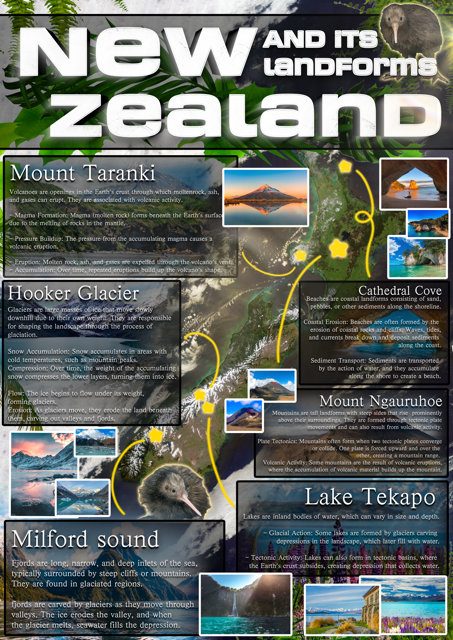 New AND ITS
Landforms
Zealand
Mount Taranki
Volcanoes are openings in the Earth's crust through which moltenrock, ash,
and gases can erupt. They are associated with volcanic activity.
– Magma Formation: Magma (molten rock) forms beneath the Earth's surface
due to the melting of rocks in the mantle.
– Pressure Buildup: The pressure from the accumulating magma causes a
volcanic eruption.
– Eruption: Molten rock, ash, and gases are expelled through the volcano's vent.
– Accumulation: Over time, repeated eruptions build up the volcano's shape.
Hooker Glacier
Glaciers are large masses of ice that move slowly
downhill due to their own weight. They are responsible
for shaping the landscape through the process of
glaciation.
Snow Accumulation: Snow accumulates in areas with
cold temperatures, such as mountain peaks.
Compression: Over time, the weight of the accumulating
snow compresses the lower layers, turning them into ice.
Flow: The ice begins to flow under its weight,
forming glaciers.
Erosion: As glaciers move, they erode the land beneath
them, carving out valleys and fjords.
Cathedral Cove
Beaches are coastal landforms consisting of sand,
pebbles, or other sediments along the shoreline.
Coastal Erosion: Beaches are often formed by the
erosion of coastal rocks and cliffs. Waves, tides,
and currents break down and deposit sediments
along the coast.
Sediment Transport: Sediments are transported
by the action of water, and they accumulate
along the shore to create a beach.
Mount Ngauruhoe
Mountains are tall landforms with steep sides that rise prominently
above their surroundings. They are formed through tectonic plate
movements and can also result from volcanic activity.
Plate Tectonics: Mountains often form when two tectonic plates converge
or collide. One plate is forced upward and over the
other, creating a mountain range.
Volcanic Activity: Some mountains are the result of volcanic eruptions,
where the accumulation of volcanic material builds up the mountain.
Lake Tekapo
Lakes are inland bodies of water, which can vary in size and depth.
– Glacial Action: Some lakes are formed by glaciers carving
depressions in the landscape, which later fill with water.
– Tectonic Activity: Lakes can also form in tectonic basins, where
the Earth's crust subsides, creating depression that collects water.
Milford sound
Fjords are long, narrow, and deep inlets of the sea,
typically surrounded by steep cliffs or mountains.
They are found in glaciated regions.
fjords are carved by glaciers as they move through
valleys. The ice erodes the valley, and when
the glacier melts, seawater fills the depression.